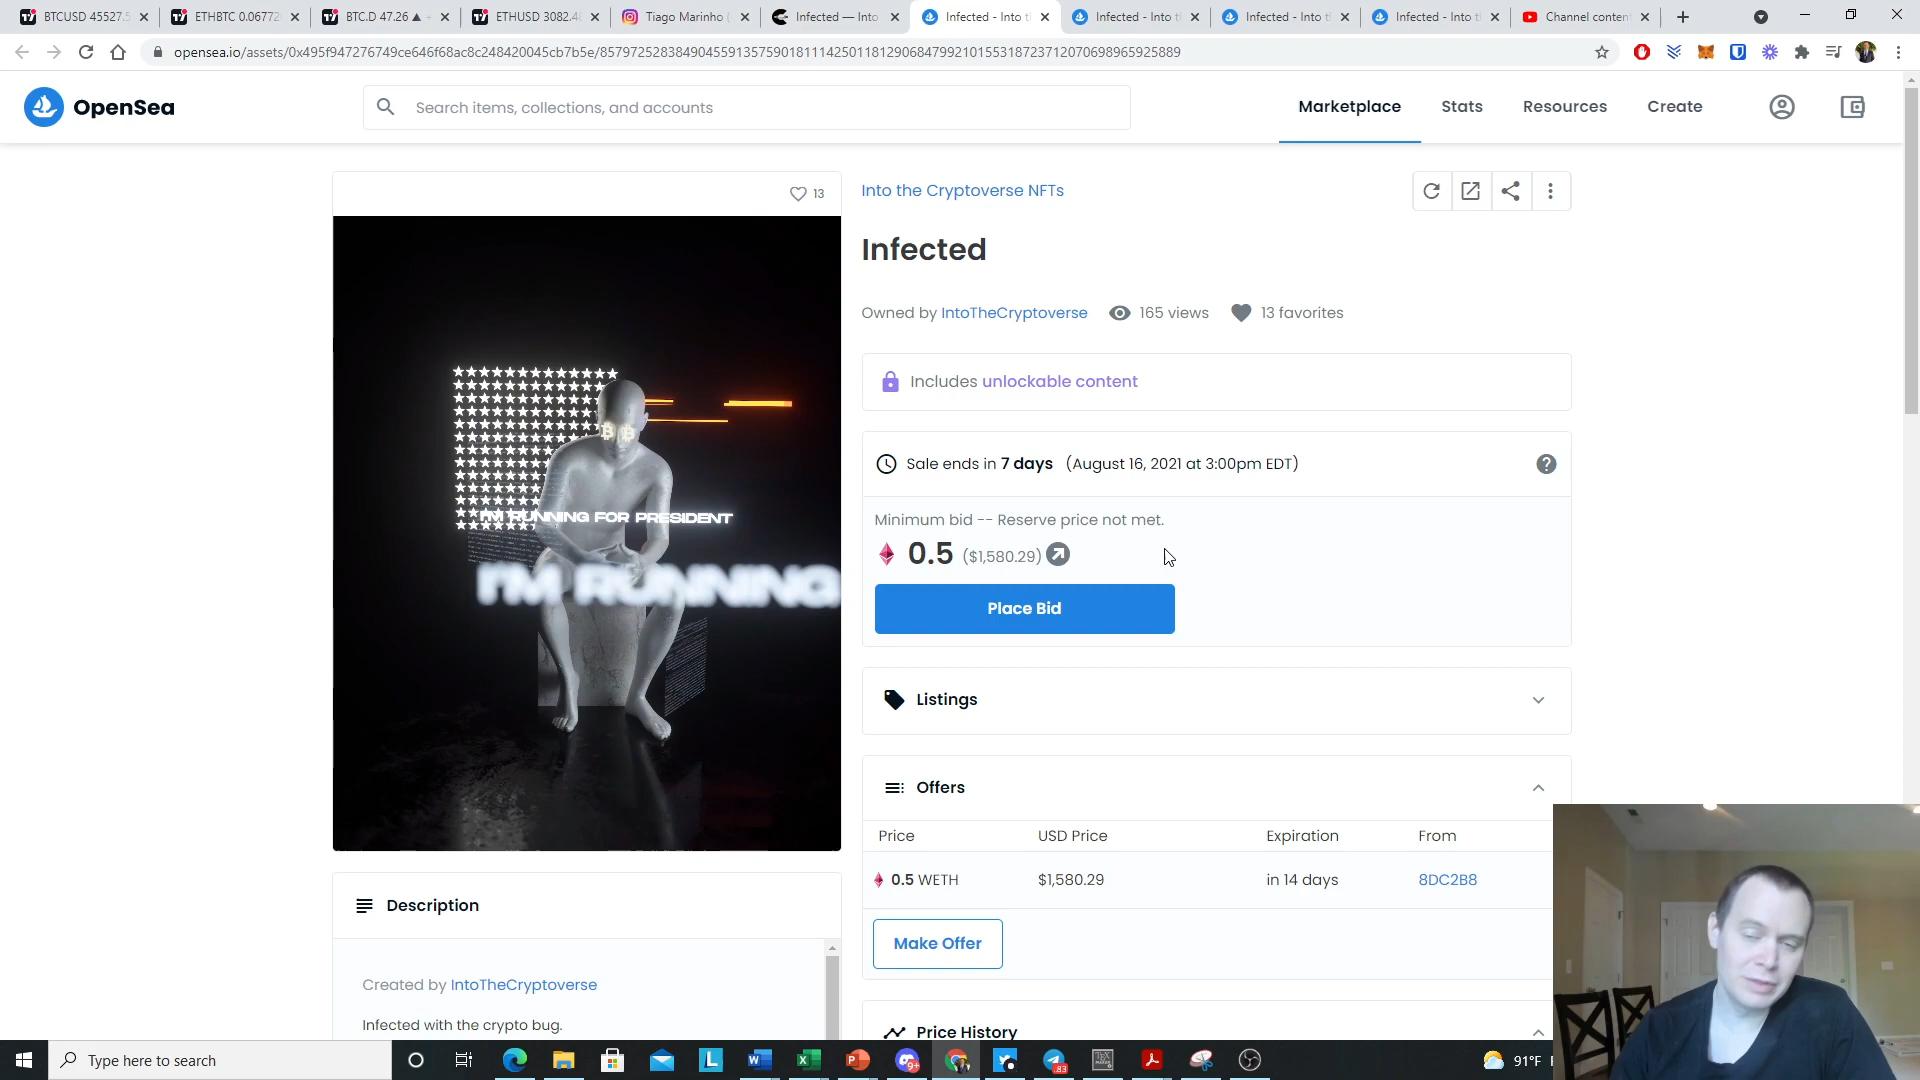 BTCUSD 45527.5
ETHBTC 0.0677
BTC.D 47.26 ▲
ETHUSD 3082.4
Tiago Marinho (
Infected — Into
Infected - Into t
Infected - Into t
Infected - Into t
Infected - Into t
Channel content
opensea.io/assets/0x495f947276749ce646f68ac8c248420045cb7b5e/85797252838490455913575901811142501181290684799210155318723712070698965925889
OpenSea
Search items, collections, and accounts
Marketplace
Stats
Resources
Create
13
Into the Cryptoverse NFTs
Infected
Owned by IntoTheCryptoverse
165 views
13 favorites
Includes unlockable content
Sale ends in 7 days (August 16, 2021 at 3:00pm EDT)
Minimum bid -- Reserve price not met.
0.5 ($1,580.29)
Place Bid
I'M RUNNING FOR PRESIDENT
I'M RUNNING
Listings
Offers
Price
USD Price
Expiration
From
0.5 WETH
$1,580.29
in 14 days
8DC2B8
Make Offer
Description
Created by IntoTheCryptoverse
Infected with the crypto bug.
Price History
Type here to search
91°F